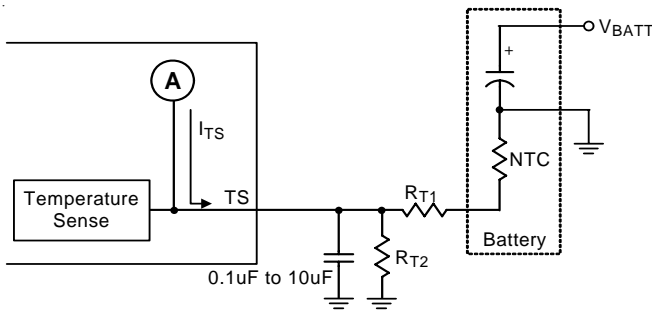 V_BATT
+
A
I_TS
NTC
Temperature
Sense
TS
R_T1
Battery
R_T2
0.1uF to 10uF